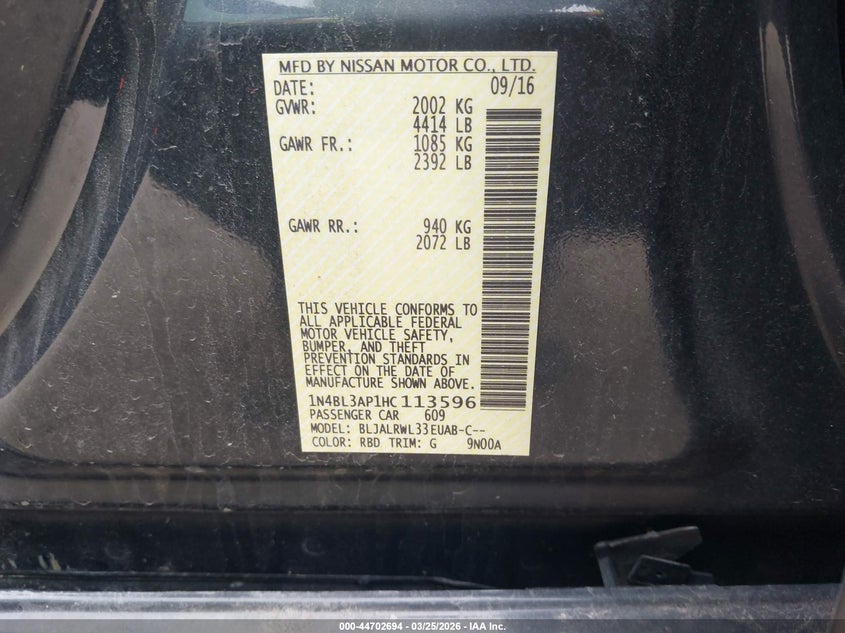 MFD BY NISSAN MOTOR CO., LTD.
DATE: 09/16
GVWR: 2002 KG
4414 LB
GAWR FR.: 1085 KG
2392 LB
GAWR RR.: 940 KG
2072 LB
THIS VEHICLE CONFORMS TO
ALL APPLICABLE FEDERAL
MOTOR VEHICLE SAFETY,
BUMPER, AND THEFT
PREVENTION STANDARDS IN
EFFECT ON THE DATE OF
MANUFACTURE SHOWN ABOVE.
1N4BL3AP1HC113596
PASSENGER CAR 609
MODEL: BLJALRWL33EUAB-C--
COLOR: RBD TRIM: G 9N00A
000-44702694 - 03/25/2026 - IAA Inc.